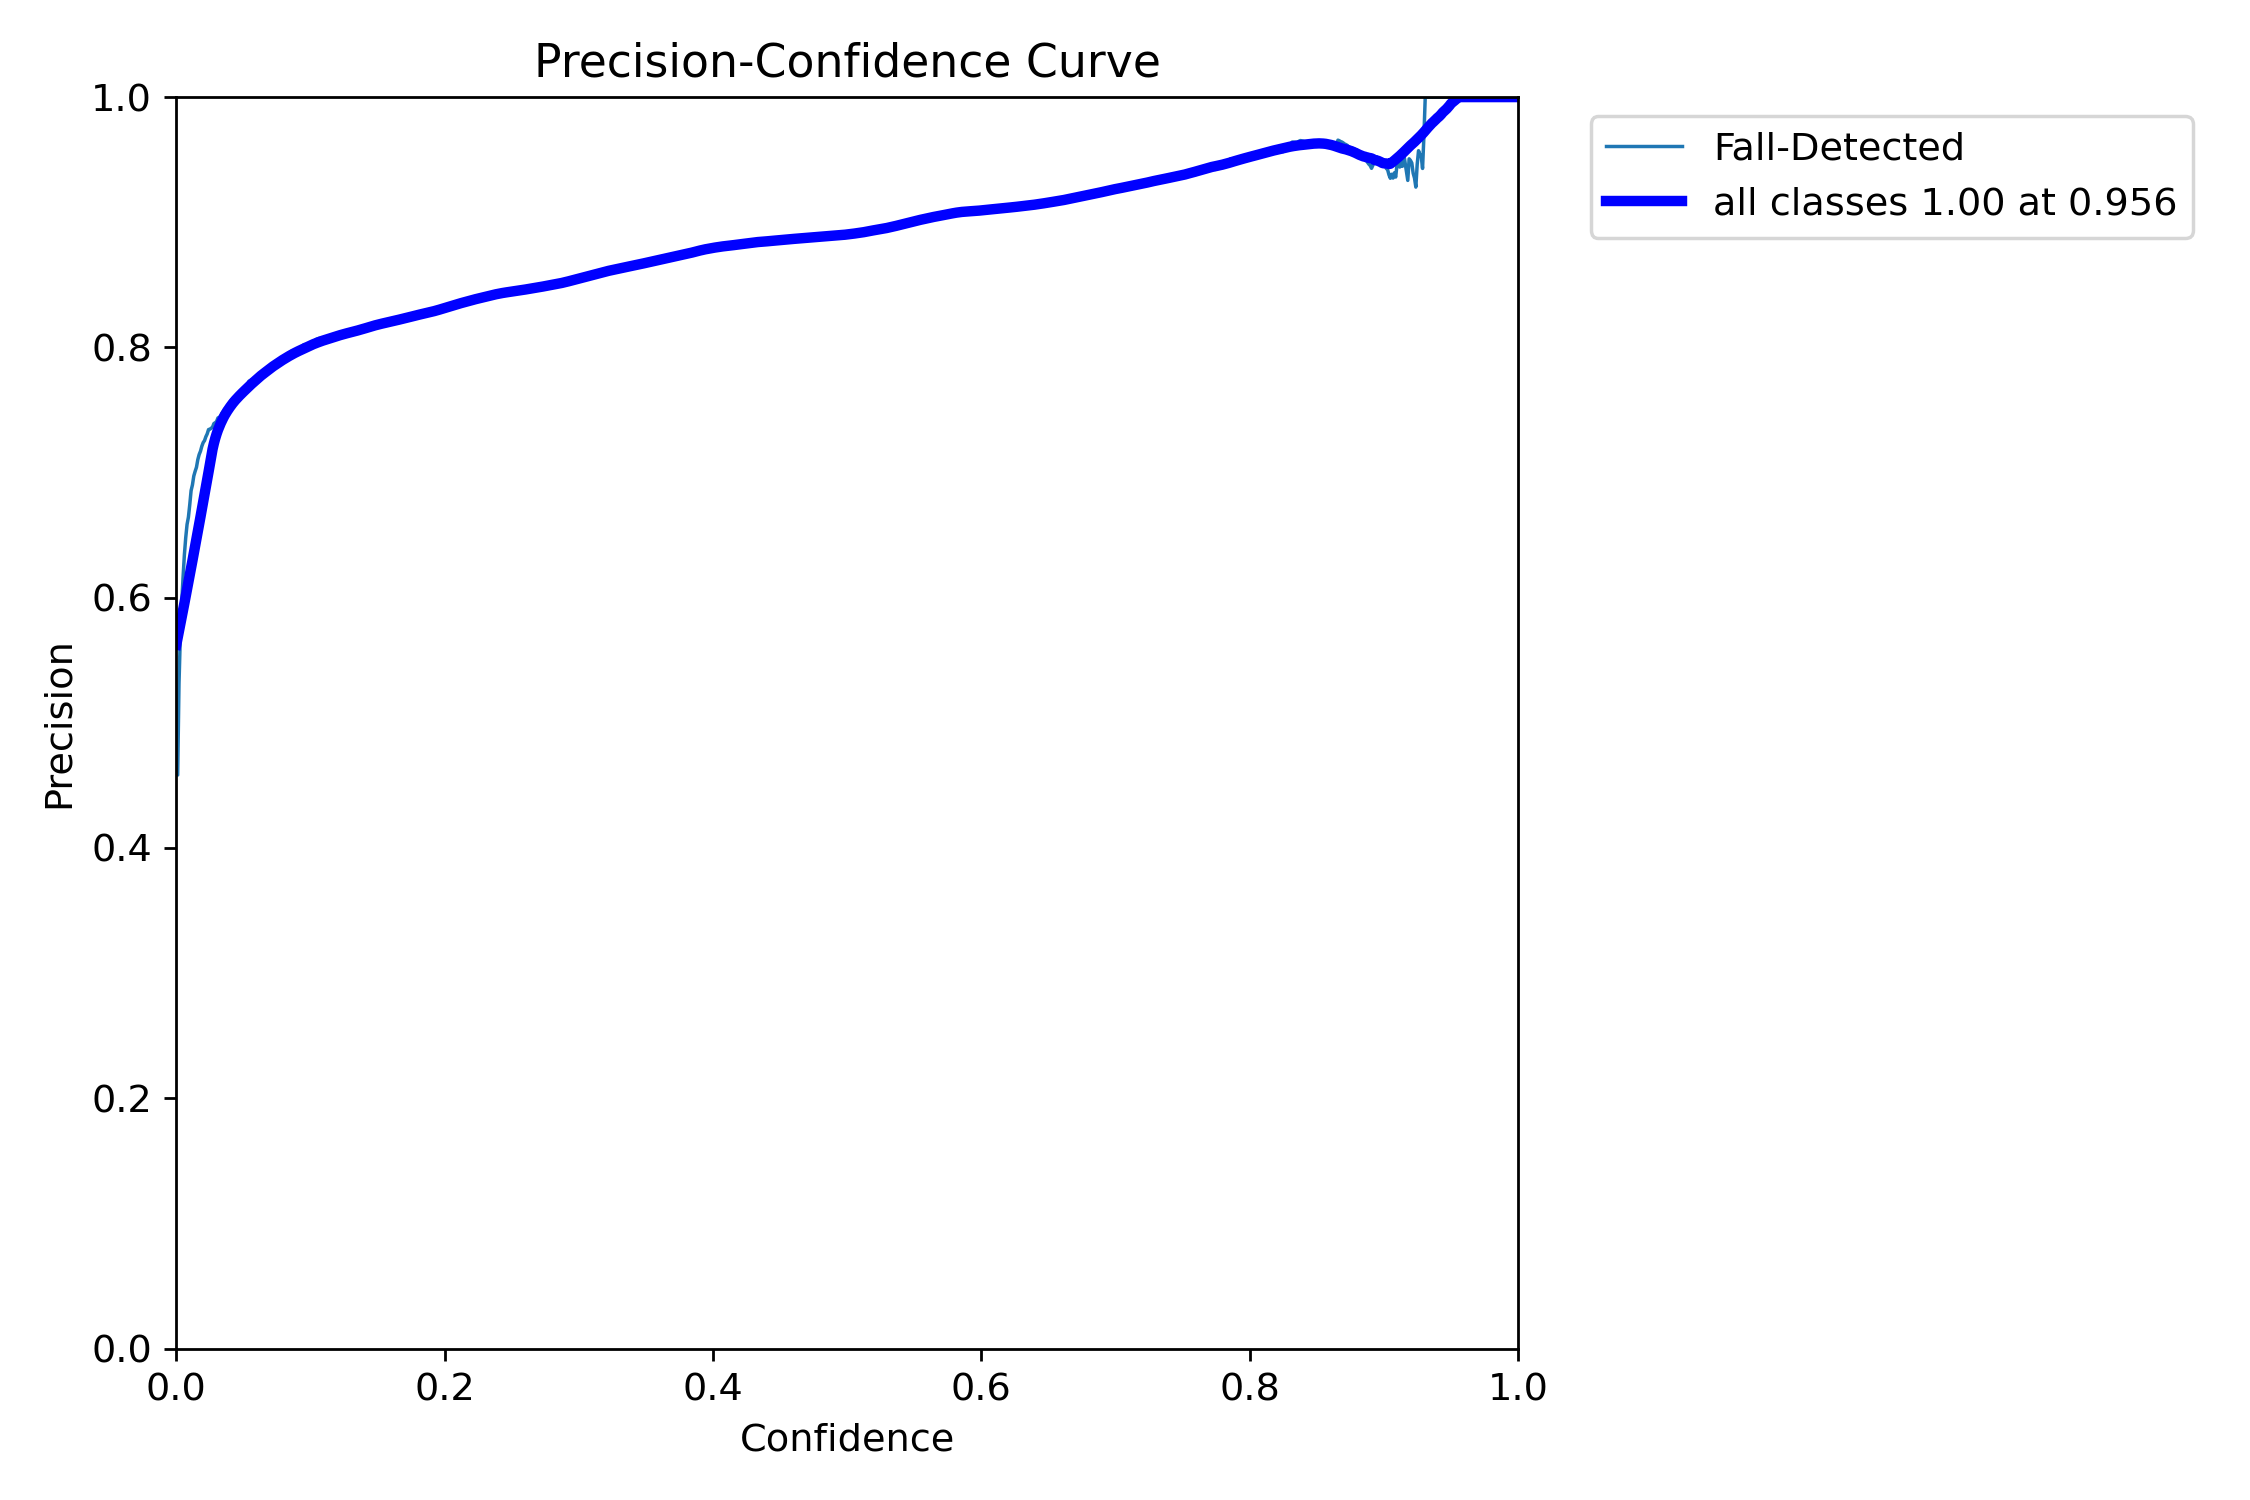 Precision-Confidence Curve
1.0
0.8
0.6
0.4
0.2
0.0
Precision
0.0 0.2 0.4 0.6 0.8 1.0
Confidence
Fall-Detected
all classes 1.00 at 0.956